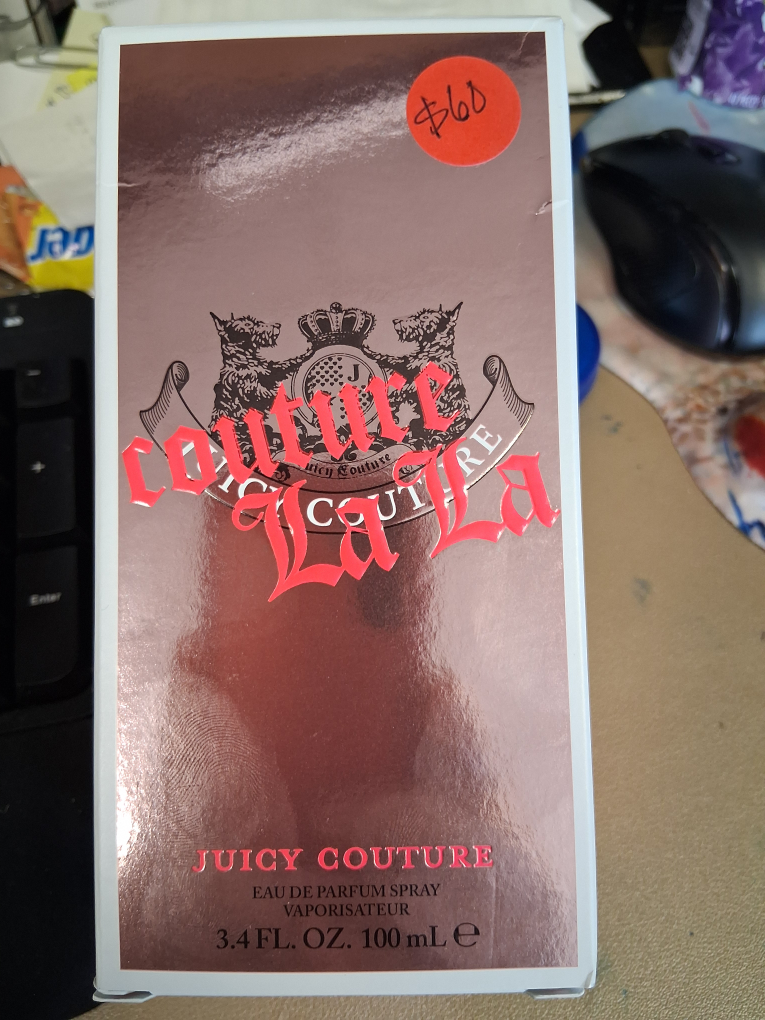 $60
J
Juicy Couture
JUICY COUTURE
couture
La La
JUICY COUTURE
EAU DE PARFUM SPRAY
VAPORISATEUR
3.4 FL. OZ. 100 mL ℮
-
+
Enter